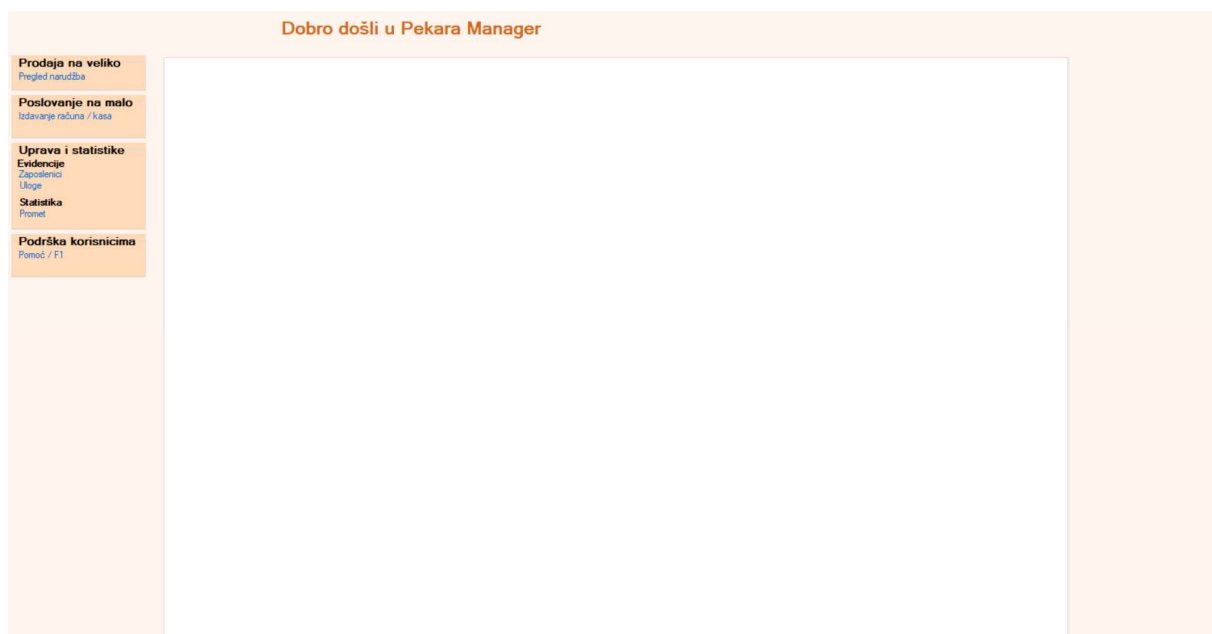 Dobro došli u Pekara Manager
Prodaja na veliko
Pregled narudžba
Poslovanje na malo
Izdavanje računa / kasa
Uprava i statistike
Evidencije
Zaposlenici
Uloge
Statistika
Promet
Podrška korisnicima
Pomoć / F1